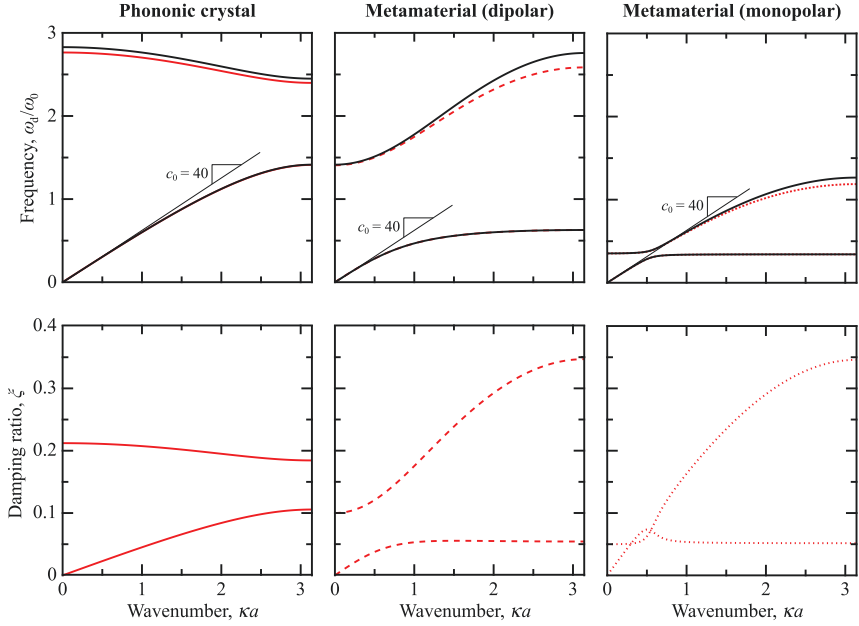 Phononic crystal
Metamaterial (dipolar)
Metamaterial (monopolar)
Frequency, ωd/ω0
3
2
1
0
c0 = 40
c0 = 40
c0 = 40
Damping ratio, ξ
0.4
0.3
0.2
0.1
0
0 1 2 3
0 1 2 3
0 1 2 3
Wavenumber, κa
Wavenumber, κa
Wavenumber, κa